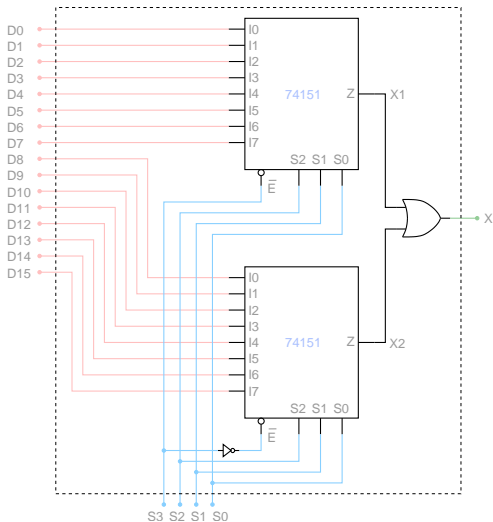 D0
D1
D2
D3
D4
D5
D6
D7
D8
D9
D10
D11
D12
D13
D14
D15
I0
I1
I2
I3
I4
I5
I6
I7
74151
Z
S2 S1 S0
E̅
X1
X
I0
I1
I2
I3
I4
I5
I6
I7
74151
Z
S2 S1 S0
E̅
X2
S3 S2 S1 S0